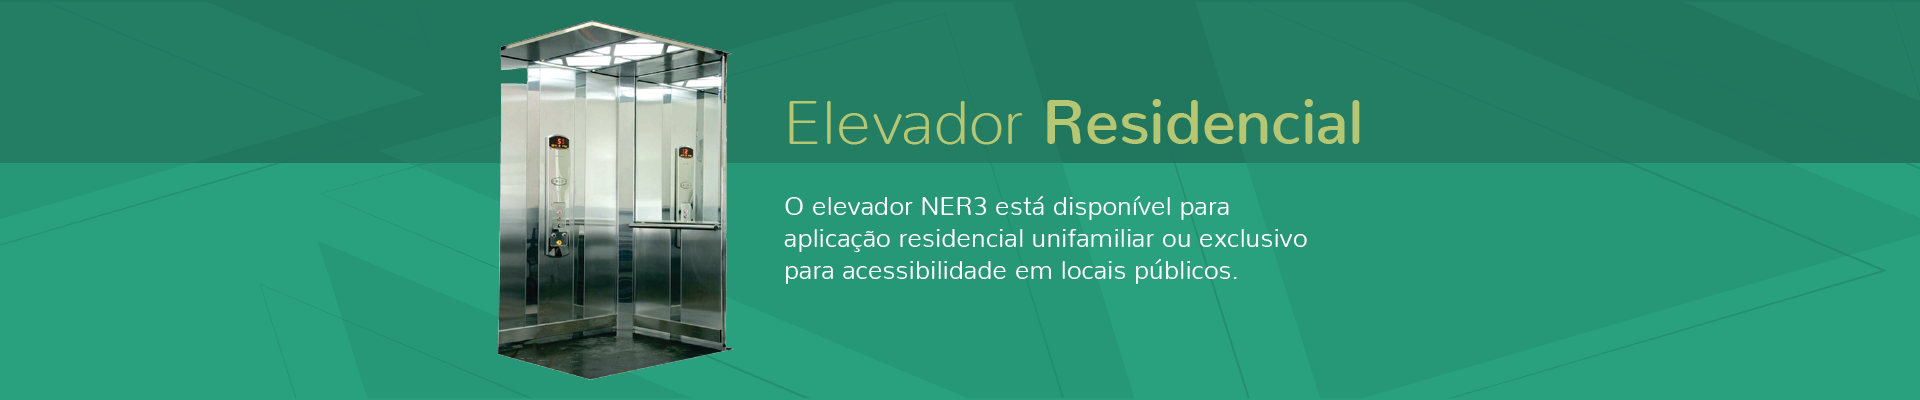 Elevador Residencial
O elevador NER3 está disponível para
aplicação residencial unifamiliar ou exclusivo
para acessibilidade em locais públicos.